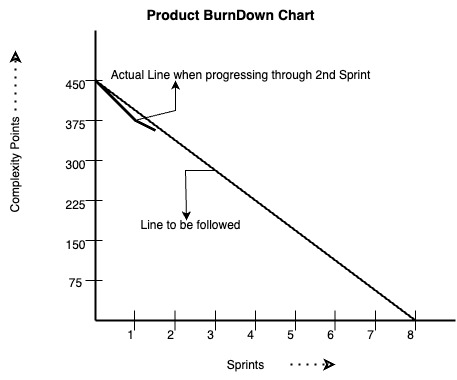 Product BurnDown Chart
Actual Line when progressing through 2nd Sprint
Line to be followed
Complexity Points
450
375
300
225
150
75
1
2
3
4
5
6
7
8
Sprints